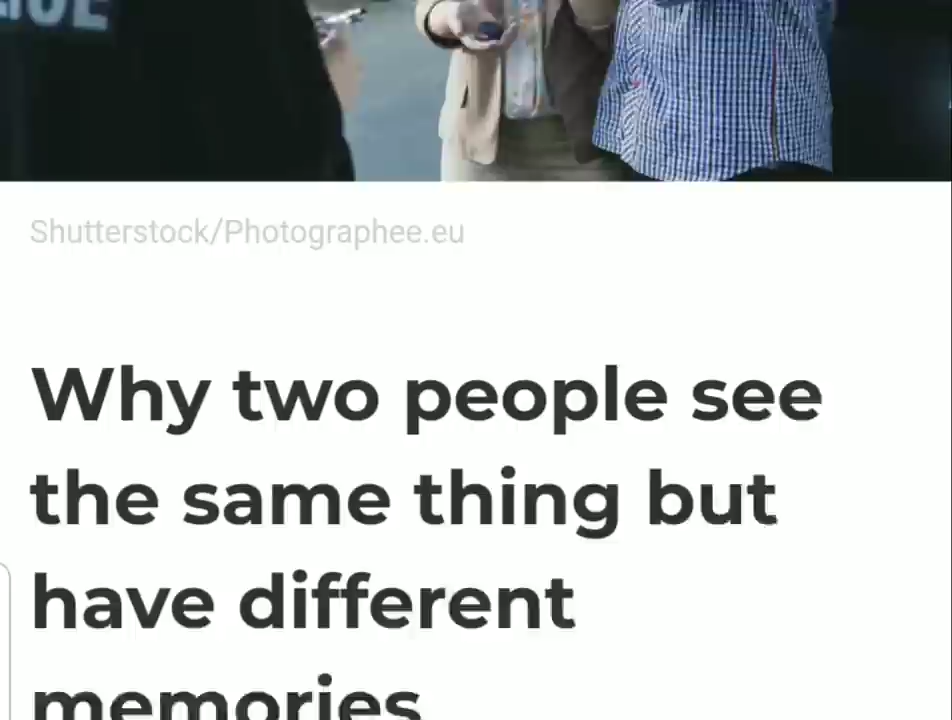 Shutterstock/Photographee.eu
Why two people see
the same thing but
have different
memories